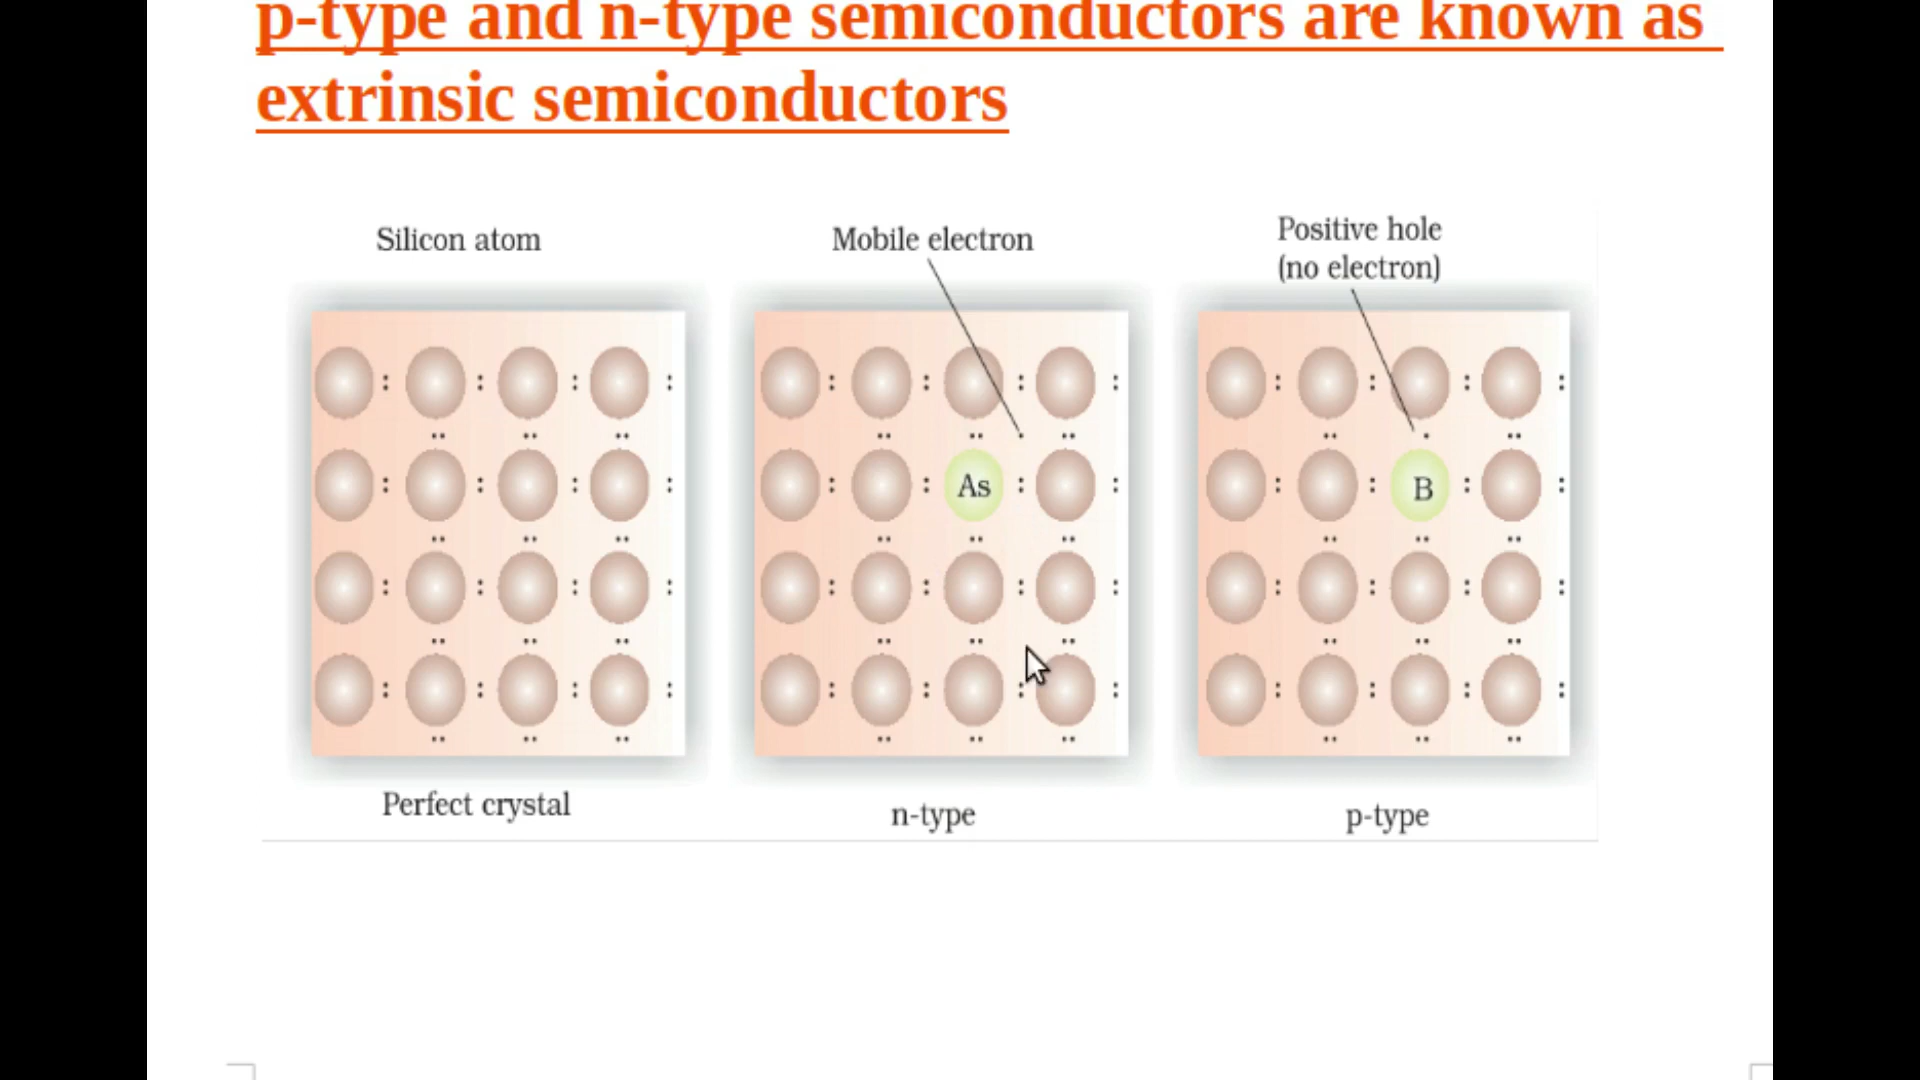 p-type and n-type semiconductors are known as
extrinsic semiconductors
Silicon atom
Mobile electron
Positive hole
(no electron)
As
B
Perfect crystal
n-type
p-type